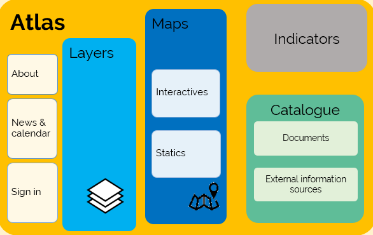 Atlas
About
News &
calendar
Sign in
Layers
Maps
Interactives
Statics
Indicators
Catalogue
Documents
External information
sources